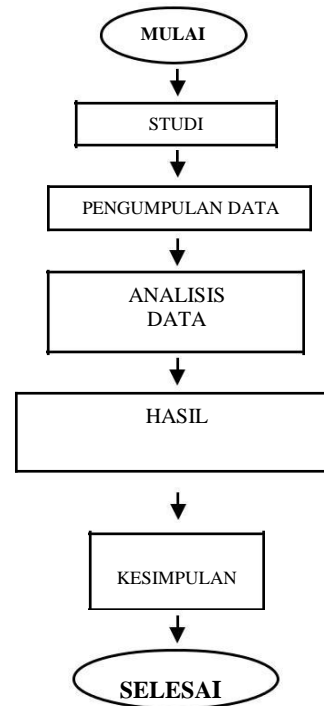 MULAI
STUDI
PENGUMPULAN DATA
ANALISIS
DATA
HASIL
KESIMPULAN
SELESAI